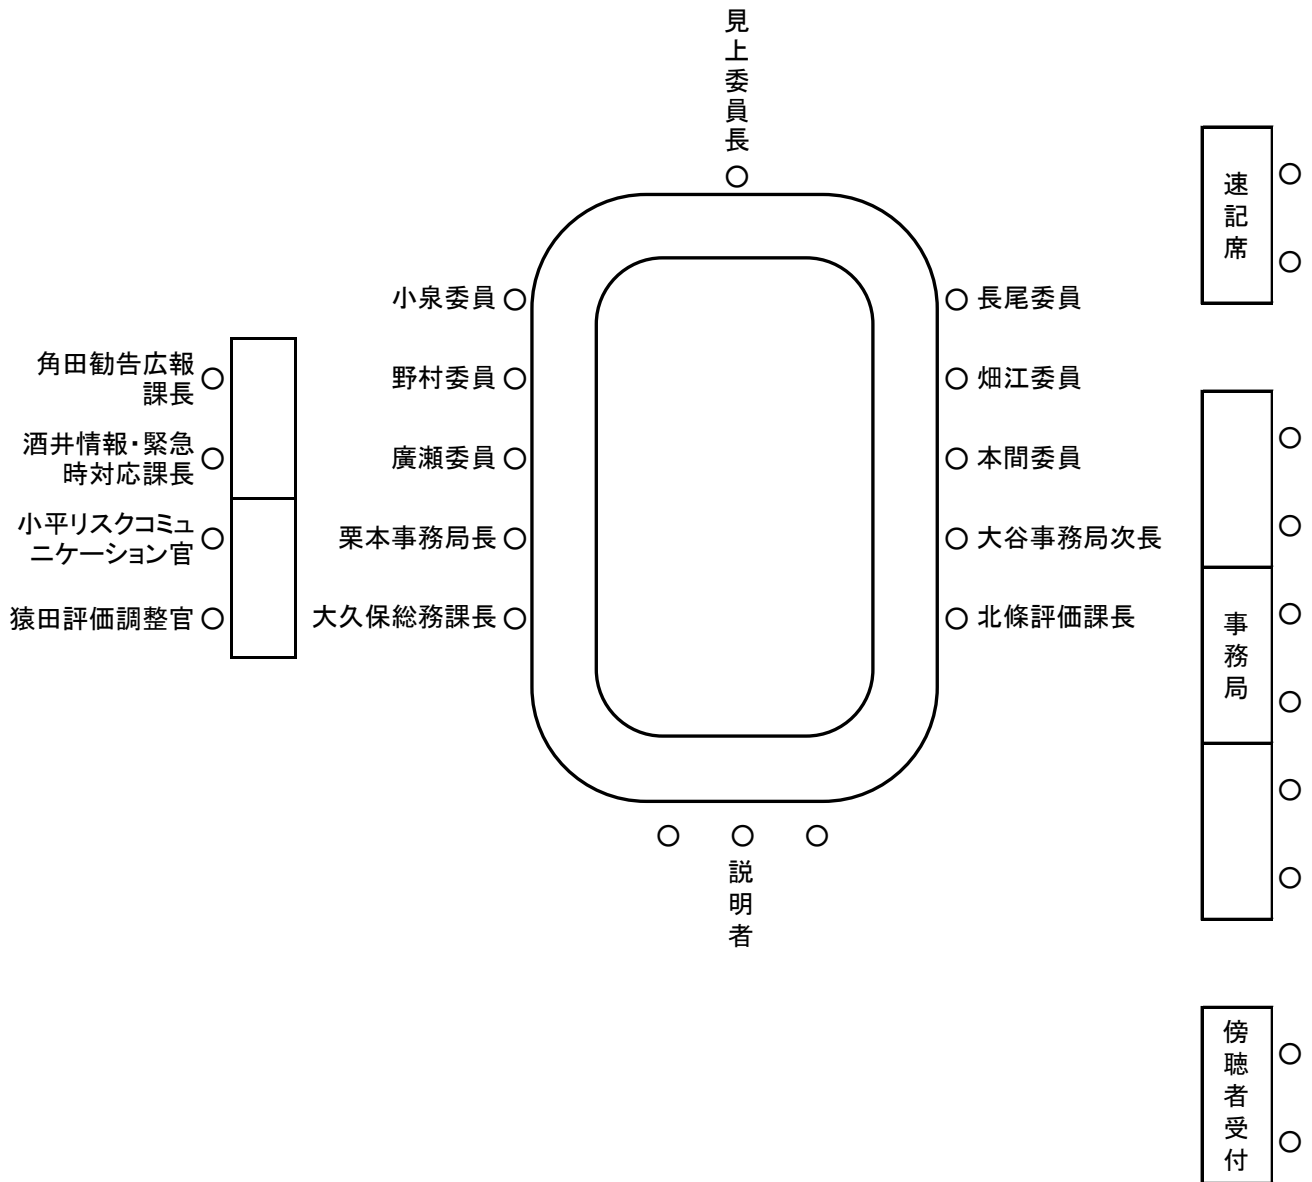 見上委員長
速記席
小泉委員
長尾委員
角田勧告広報
課長
野村委員
畑江委員
酒井情報・緊急
時対応課長
廣瀬委員
本間委員
小平リスクコミュ
ニケーション官
栗本事務局長
大谷事務局次長
猿田評価調整官
大久保総務課長
北條評価課長
事務局
説明者
傍聴者受付